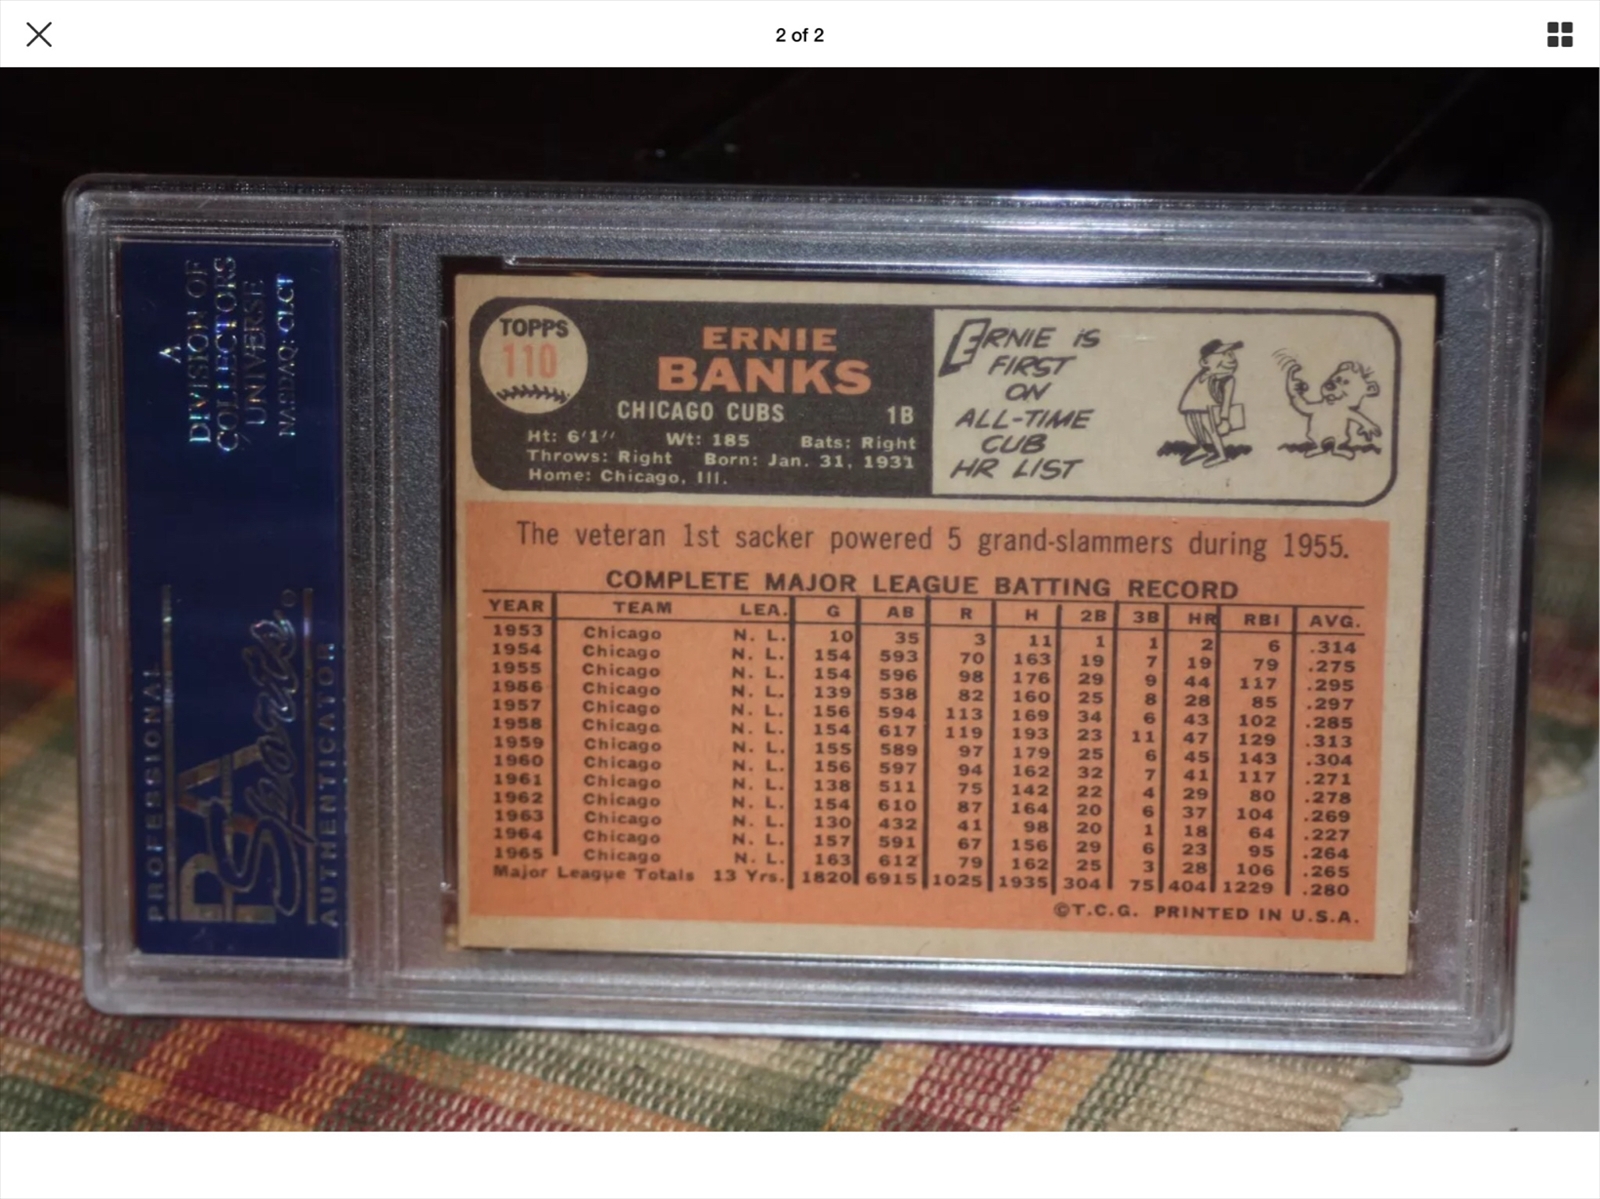 2 of 2
A
DIVISION OF
COLLECTORS
UNIVERSE
NASDAQ: CLCT
PROFESSIONAL
PSA
Sports
AUTHENTICATOR
TOPPS
110
ERNIE
BANKS
CHICAGO CUBS 1B
Ht: 6'1" Wt: 185 Bats: Right
Throws: Right Born: Jan. 31, 1931
Home: Chicago, Ill.
ERNIE IS
FIRST
ON
ALL-TIME
CUB
HR LIST
The veteran 1st sacker powered 5 grand-slammers during 1955.
COMPLETE MAJOR LEAGUE BATTING RECORD
YEAR TEAM LEA. G AB R H 2B 3B HR RBI AVG.
1953 Chicago N. L. 10 35 3 11 1 1 2 6 .314
1954 Chicago N. L. 154 593 70 163 19 7 19 79 .275
1955 Chicago N. L. 154 596 98 176 29 9 44 117 .295
1956 Chicago N. L. 139 538 82 160 25 8 28 85 .297
1957 Chicago N. L. 156 594 113 169 34 6 43 102 .285
1958 Chicago N. L. 154 617 119 193 23 11 47 129 .313
1959 Chicago N. L. 155 589 97 179 25 6 45 143 .304
1960 Chicago N. L. 156 597 94 162 32 7 41 117 .271
1961 Chicago N. L. 138 511 75 142 22 4 29 80 .278
1962 Chicago N. L. 154 610 87 164 20 6 37 104 .269
1963 Chicago N. L. 130 432 41 98 20 1 18 64 .227
1964 Chicago N. L. 157 591 67 156 29 6 23 95 .264
1965 Chicago N. L. 163 612 79 162 25 3 28 106 .265
Major League Totals 13 Yrs. 1820 6915 1025 1935 304 75 404 1229 .280
©T.C.G. PRINTED IN U.S.A.